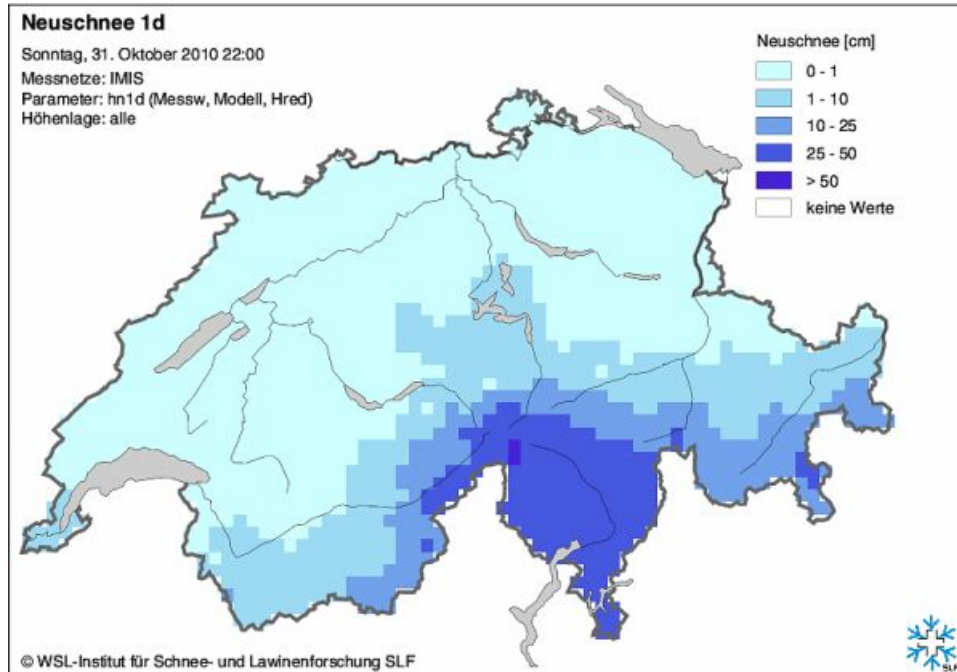 Neuschnee 1d
Sonntag, 31. Oktober 2010 22:00
Messnetze: IMIS
Parameter: hn1d (Messw, Modell, Hred)
Höhenlage: alle
Neuschnee [cm]
0 - 1
1 - 10
10 - 25
25 - 50
> 50
keine Werte
© WSL-Institut für Schnee- und Lawinenforschung SLF
SLF